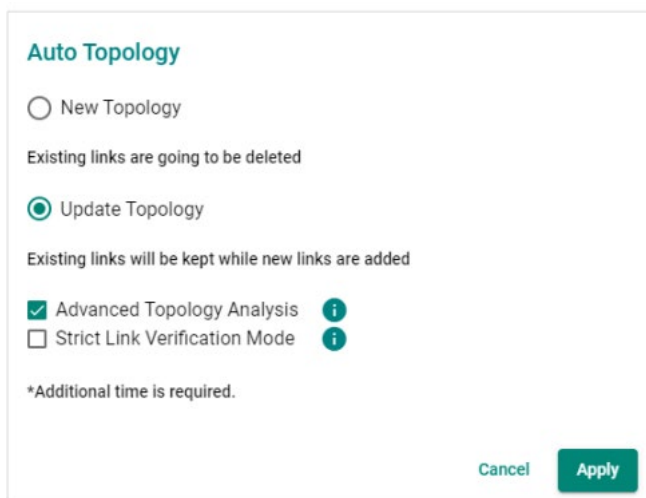 Auto Topology
New Topology
Existing links are going to be deleted
Update Topology
Existing links will be kept while new links are added
Advanced Topology Analysis
Strict Link Verification Mode
*Additional time is required.
Cancel Apply